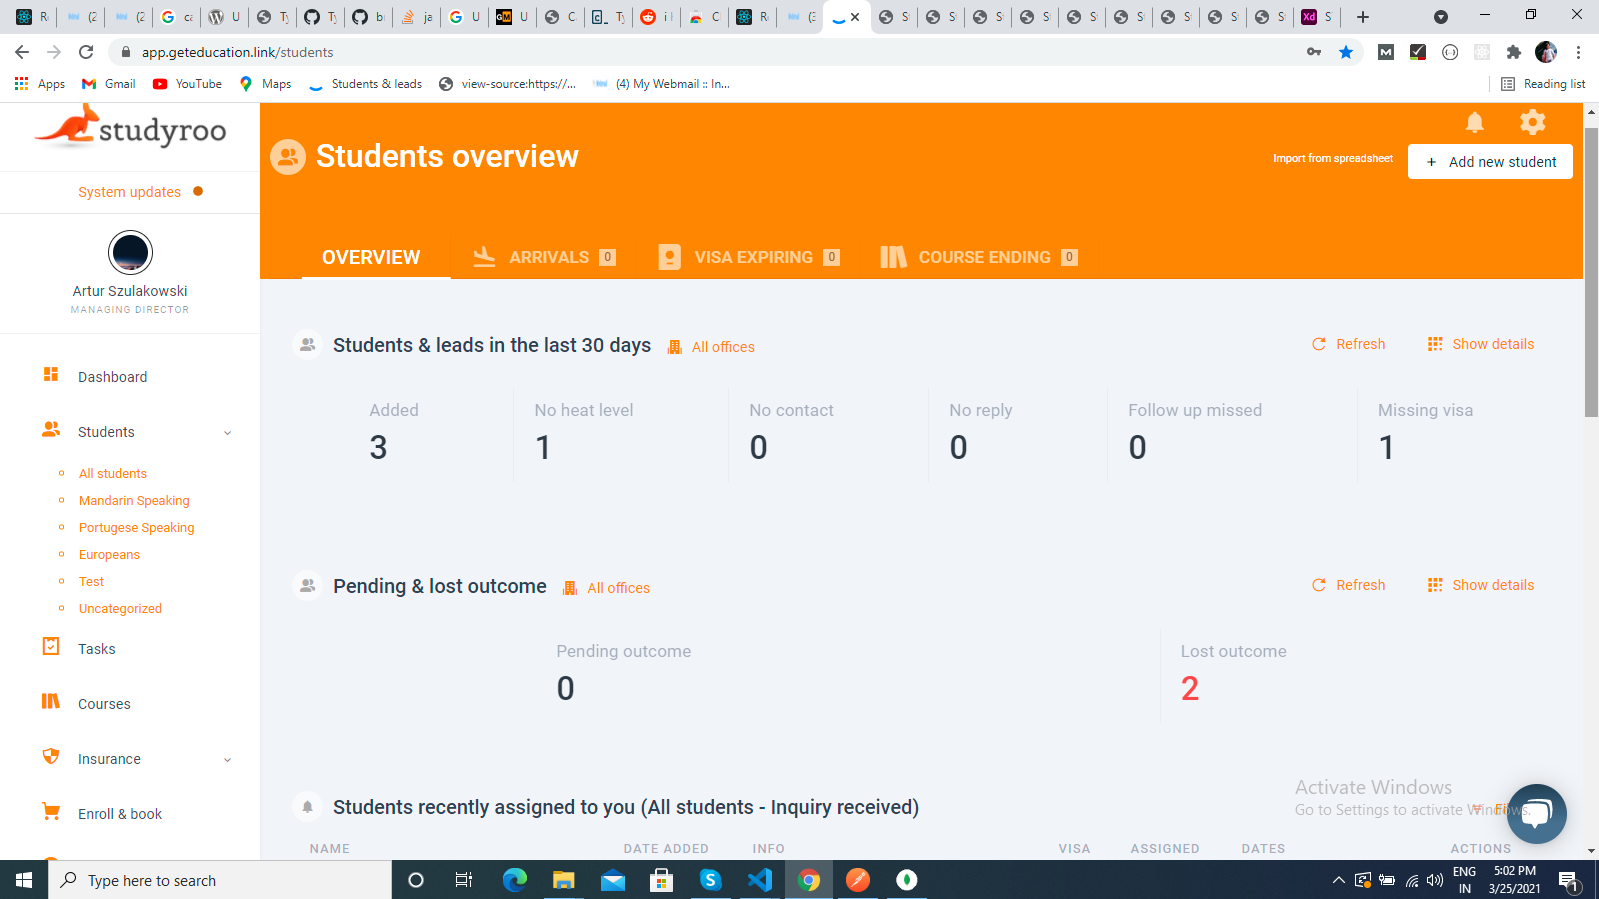 app.geteducation.link/students
Apps Gmail YouTube Maps Students & leads view-source:https://... (4) My Webmail :: In... Reading list
studyroo
System updates
Artur Szulakowski
MANAGING DIRECTOR
Dashboard
Students
All students
Mandarin Speaking
Portugese Speaking
Europeans
Test
Uncategorized
Tasks
Courses
Insurance
Enroll & book
Students overview
Import from spreadsheet
+ Add new student
OVERVIEW ARRIVALS 0 VISA EXPIRING 0 COURSE ENDING 0
Students & leads in the last 30 days All offices Refresh Show details
Added No heat level No contact No reply Follow up missed Missing visa
3 1 0 0 0 1
Pending & lost outcome All offices Refresh Show details
Pending outcome Lost outcome
0 2
Students recently assigned to you (All students - Inquiry received)
NAME DATE ADDED INFO VISA ASSIGNED DATES ACTIONS
Activate Windows
Go to Settings to activate Windows.
Type here to search
ENG
IN
5:02 PM
3/25/2021
1